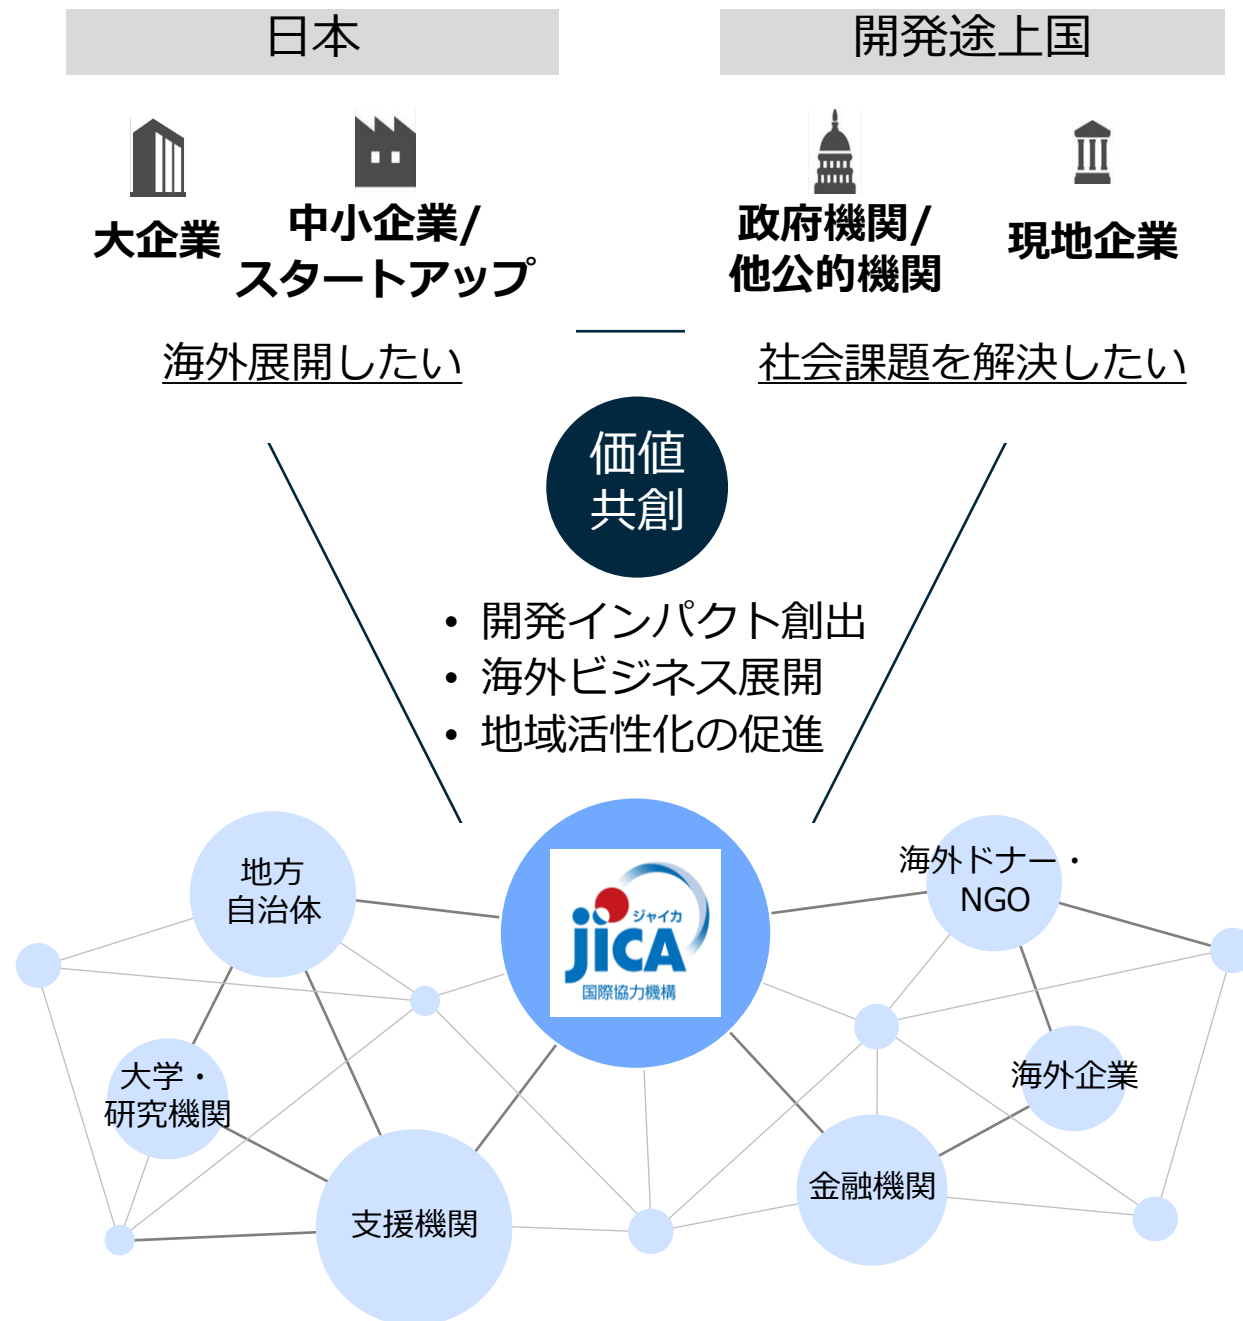 日本
開発途上国
大企業
中小企業/
スタートアップ
政府機関/
他公的機関
現地企業
海外展開したい
社会課題を解決したい
価値
共創
• 開発インパクト創出
• 海外ビジネス展開
• 地域活性化の促進
地方
自治体
海外ドナー・
NGO
ジャイカ
jICA
国際協力機構
大学・
研究機関
海外企業
支援機関
金融機関